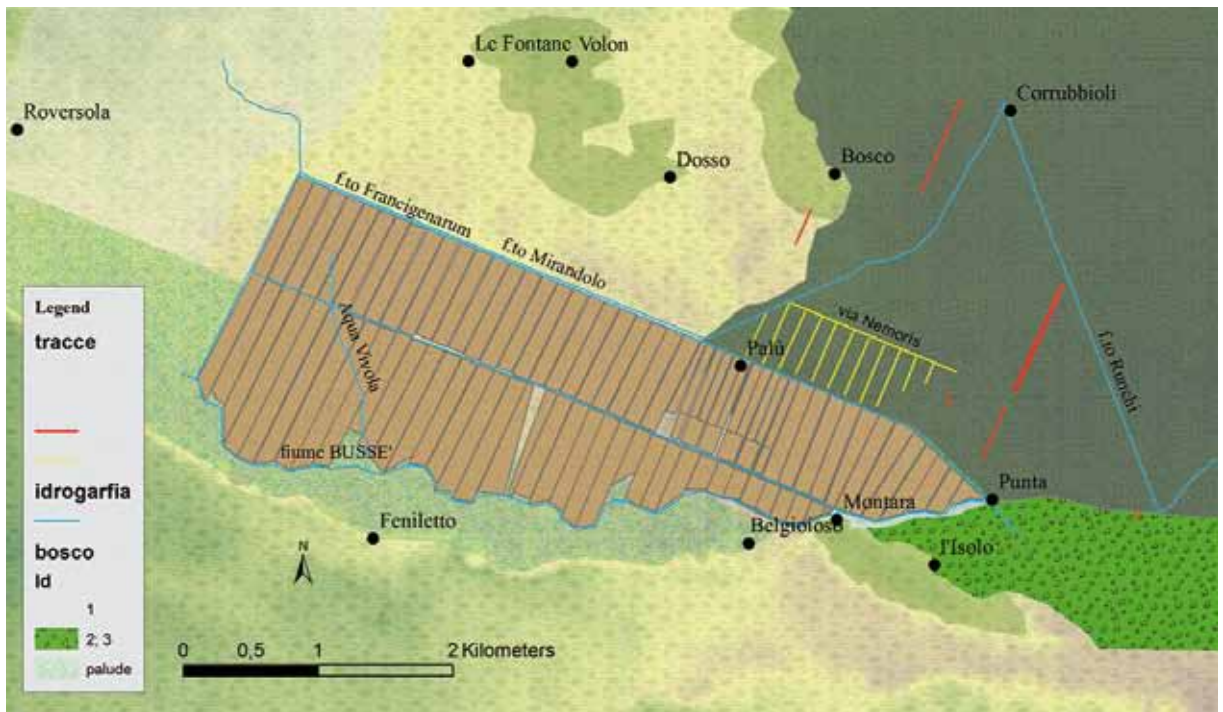 Le Fontane Volon
Corrubbioli
Roversola
Dosso
Bosco
f.to Francigenarum
f.to Mirandolo
via Nemoris
Aqua Vivola
Palù
f.to Ronchi
fiume BUSSE'
Montara
Punta
Feniletto
Belgioioso
l'Isolo
N
Legend
tracce
idrogarfia
bosco
Id
1
2; 3
palude
0 0,5 1 2 Kilometers